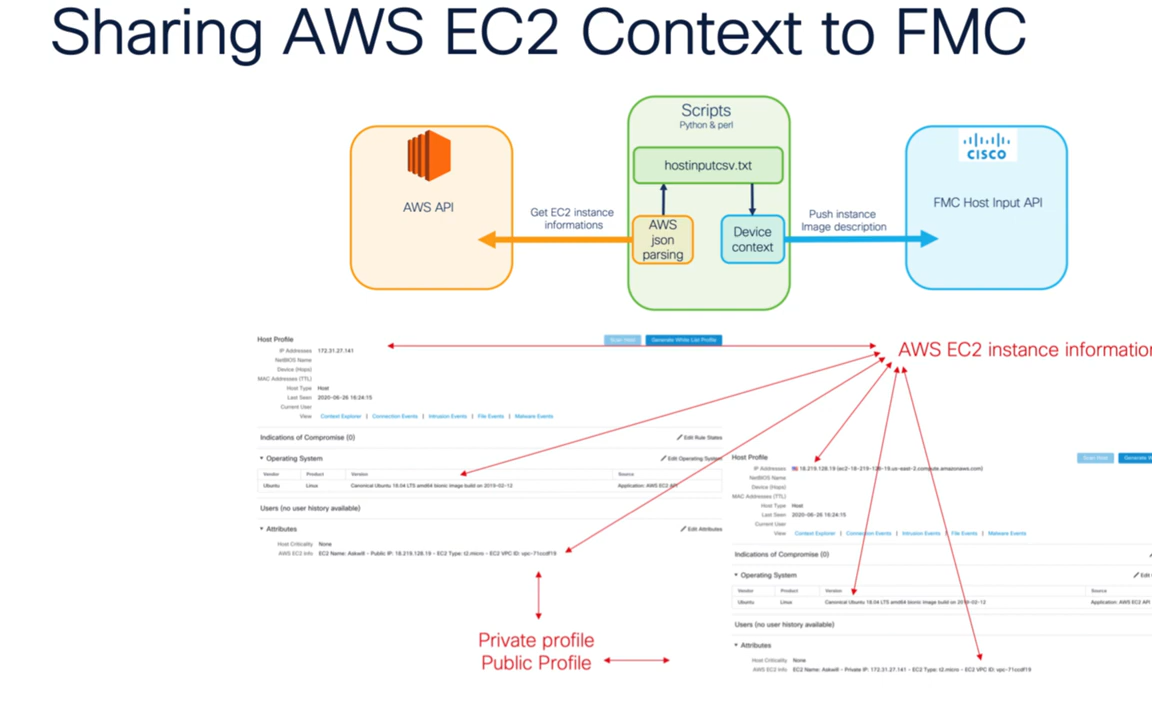 Sharing AWS EC2 Context to FMC
Scripts
Python & perl
hostinputcsv.txt
CISCO
AWS API
Get EC2 instance
informations
AWS
json
parsing
Device
context
Push instance
Image description
FMC Host Input API
Host Profile
Scan Host
Generate White List Profile
IP Addresses 172.31.27.141
NetBIOS Name
Device (Hops)
MAC Addresses (TTL)
Host Type Host
Last Seen 2020-06-26 16:24:15
Current User
View Context Explorer | Connection Events | Intrusion Events | File Events | Malware Events
AWS EC2 instance information
Indications of Compromise (0)
Edit Rule States
Operating System
Edit Operating System
Vendor Product Version Source
Ubuntu Linux Canonical Ubuntu 18.04 LTS amd64 bionic image build on 2019-02-12 Application: AWS EC2 API
Users (no user history available)
Attributes
Edit Attributes
Host Criticality None
AWS EC2 Info EC2 Name: Askwill - Public IP: 18.219.128.19 - EC2 Type: t2.micro - EC2 VPC ID:
Private profile
Public Profile
Host Profile
Scan Host
IP Addresses 18.219.128.19 (ec2-18-219-128-19.us-east-2.compute.amazonaws.com)
NetBIOS Name
Device (Hops)
MAC Addresses (TTL)
Host Type Host
Last Seen 2020-06-26 16:24:15
Current User
View Context Explorer | Connection Events | Intrusion Events | File Events | Malware Events
Indications of Compromise (0)
Operating System
Edit
Vendor Product Version Source
Ubuntu Linux Canonical Ubuntu 18.04 LTS amd64 bionic image build on 2019-02-12 Application: AWS EC2 API
Users (no user history available)
Attributes
Host Criticality None
AWS EC2 Info EC2 Name: Askwill - Private IP: 172.31.27.141 - EC2 Type: t2.micro - EC2 VPC ID: